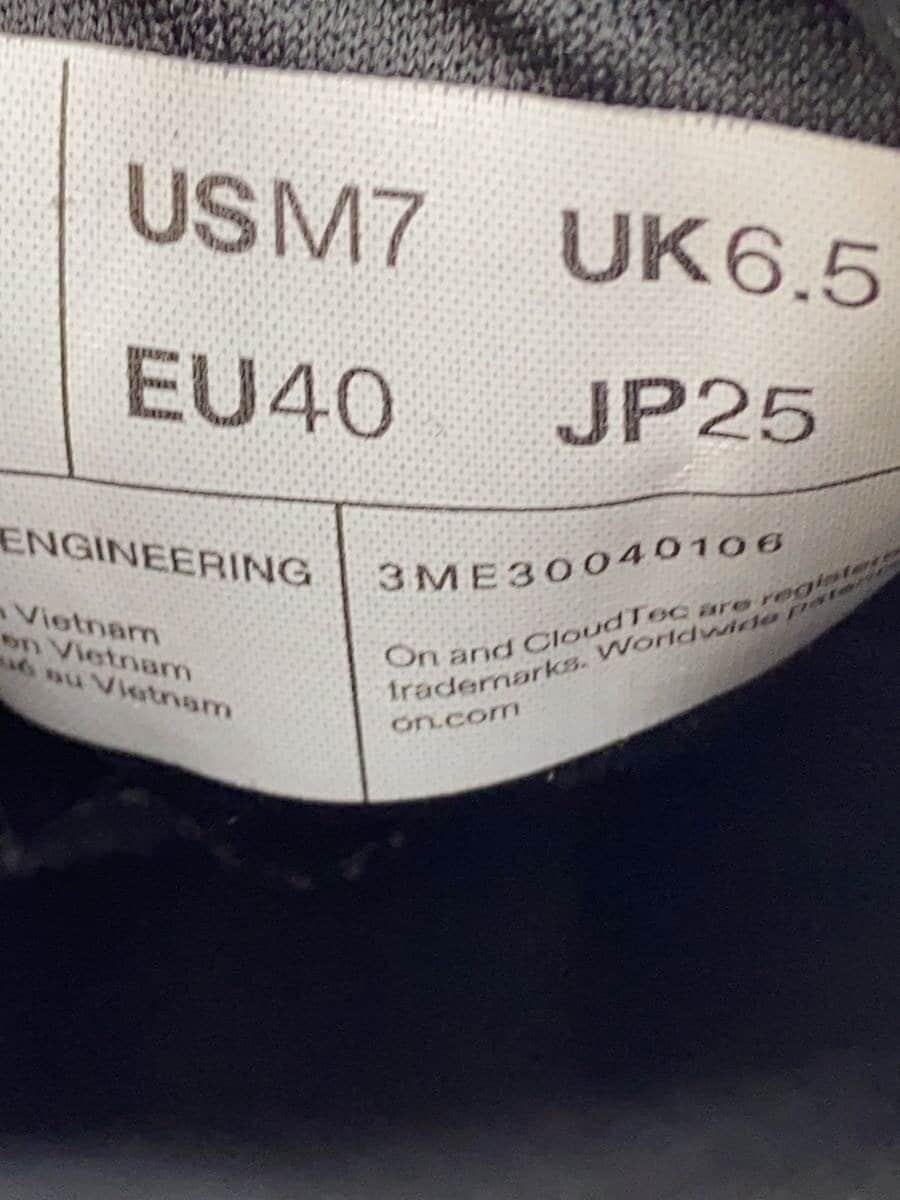 USM7 UK6.5
EU40 JP25
ENGINEERING
Vietnam
en Vietnam
au Vietnam
3ME30040106
On and CloudTec are
trademarks. Worldwide
on.com